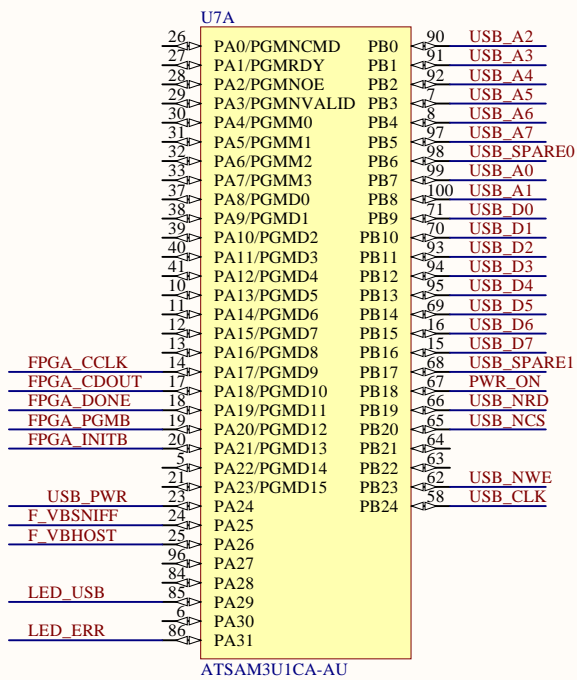 U7A
26 PA0/PGMNCMD PB0 90 USB_A2
27 PA1/PGMRDY PB1 91 USB_A3
28 PA2/PGMNOE PB2 92 USB_A4
29 PA3/PGMNVALID PB3 7 USB_A5
30 PA4/PGMM0 PB4 8 USB_A6
31 PA5/PGMM1 PB5 97 USB_A7
32 PA6/PGMM2 PB6 98 USB_SPARE0
33 PA7/PGMM3 PB7 99 USB_A0
37 PA8/PGMD0 PB8 100 USB_A1
38 PA9/PGMD1 PB9 71 USB_D0
39 PA10/PGMD2 PB10 70 USB_D1
40 PA11/PGMD3 PB11 93 USB_D2
41 PA12/PGMD4 PB12 94 USB_D3
10 PA13/PGMD5 PB13 95 USB_D4
11 PA14/PGMD6 PB14 69 USB_D5
12 PA15/PGMD7 PB15 16 USB_D6
13 PA16/PGMD8 PB16 15 USB_D7
FPGA_CCLK 14 PA17/PGMD9 PB17 68 USB_SPARE1
FPGA_CDOUT 17 PA18/PGMD10 PB18 67 PWR_ON
FPGA_DONE 18 PA19/PGMD11 PB19 66 USB_NRD
FPGA_PGMB 19 PA20/PGMD12 PB20 65 USB_NCS
FPGA_INITB 20 PA21/PGMD13 PB21 64
5 PA22/PGMD14 PB22 63
21 PA23/PGMD15 PB23 62 USB_NWE
USB_PWR 23 PA24 PB24 58 USB_CLK
F_VBSNIFF 24 PA25
F_VBHOST 25 PA26
96 PA27
84 PA28
LED_USB 85 PA29
6 PA30
LED_ERR 86 PA31
ATSAM3U1CA-AU